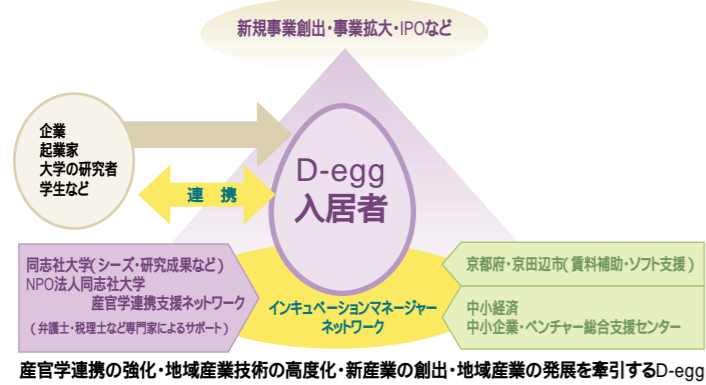 新規事業創出・事業拡大・IPOなど
企業
起業家
大学の研究者
学生など
連 携
D-egg
入居者
同志社大学(シーズ・研究成果など)
NPO法人同志社大学
産官学連携支援ネットワーク
(弁護士・税理士など専門家によるサポート)
インキュベーションマネージャー
ネットワーク
京都府・京田辺市(賃料補助・ソフト支援)
中小経済
中小企業・ベンチャー総合支援センター
産官学連携の強化・地域産業技術の高度化・新産業の創出・地域産業の発展を牽引するD-egg